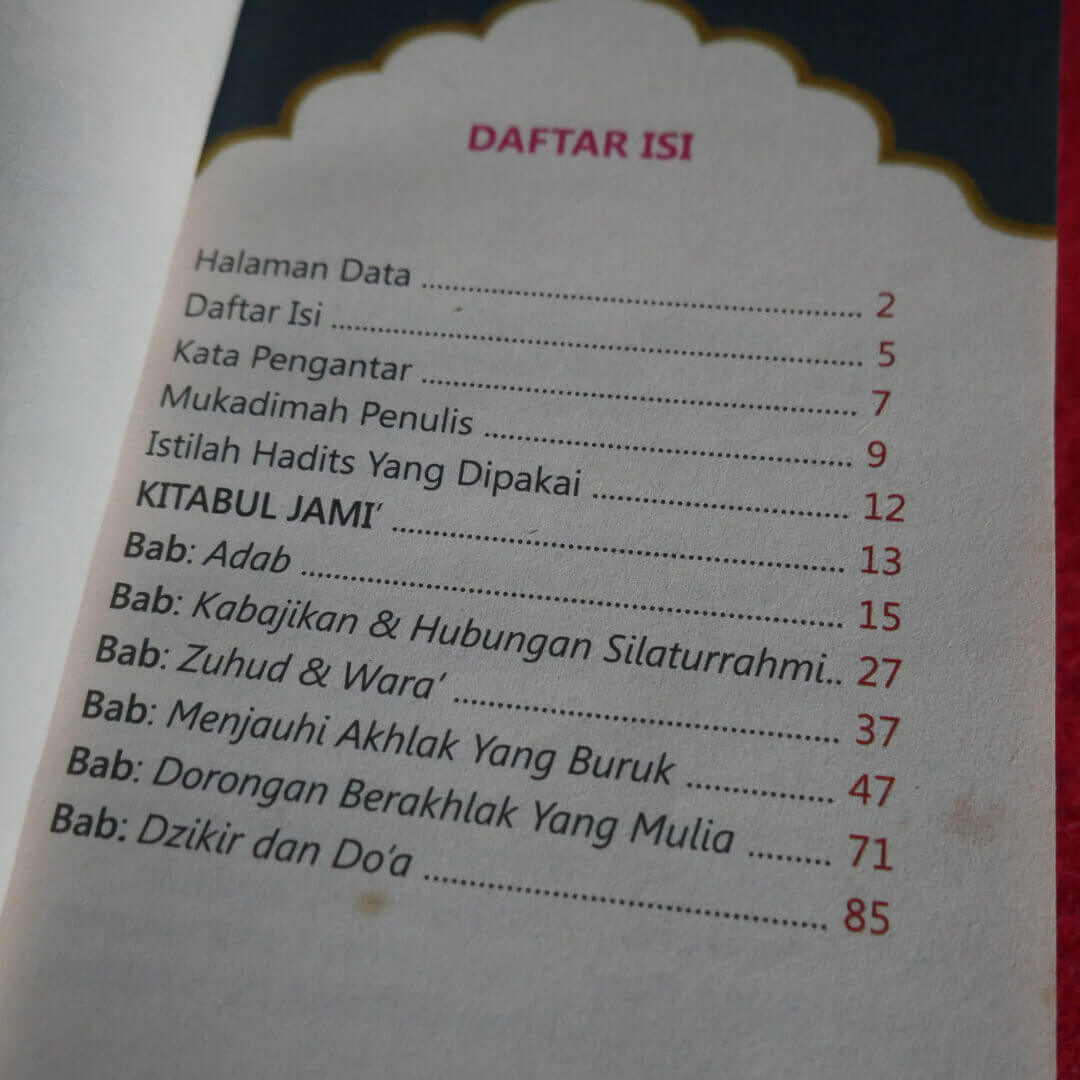 DAFTAR ISI
Halaman Data ........................................................ 2
Daftar Isi .................................................................... 5
Kata Pengantar ....................................................... 7
Mukadimah Penulis .............................................. 9
Istilah Hadits Yang Dipakai ................................ 12
KITABUL JAMI' ......................................................... 13
Bab: Adab .................................................................... 15
Bab: Kabajikan & Hubungan Silaturrahmi.. 27
Bab: Zuhud & Wara' ................................................ 37
Bab: Menjauhi Akhlak Yang Buruk .................. 47
Bab: Dorongan Berakhlak Yang Mulia ......... 71
Bab: Dzikir dan Do'a ................................................ 85